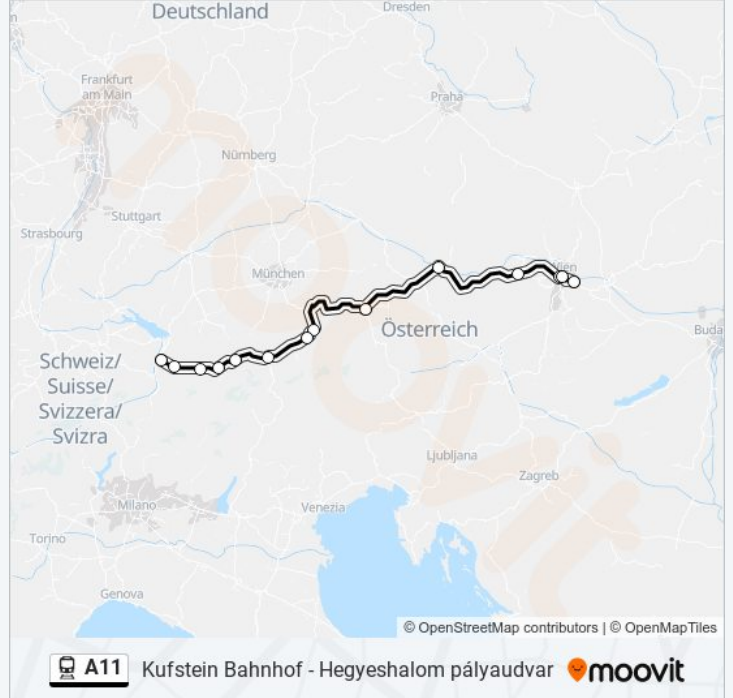 Deutschland
Dresden
Frankfurt
am Main
Praha
Nürnberg
Stuttgart
Strasbourg
München
Wien
Österreich
Buda
Schweiz/
Suisse/
Svizzera/
Svizra
Ljubljana
Zagreb
Milano
Venezia
Torino
Genova
moovit
© OpenStreetMap contributors | © OpenMapTiles
A11 Kufstein Bahnhof - Hegyeshalom pályaudvar moovit